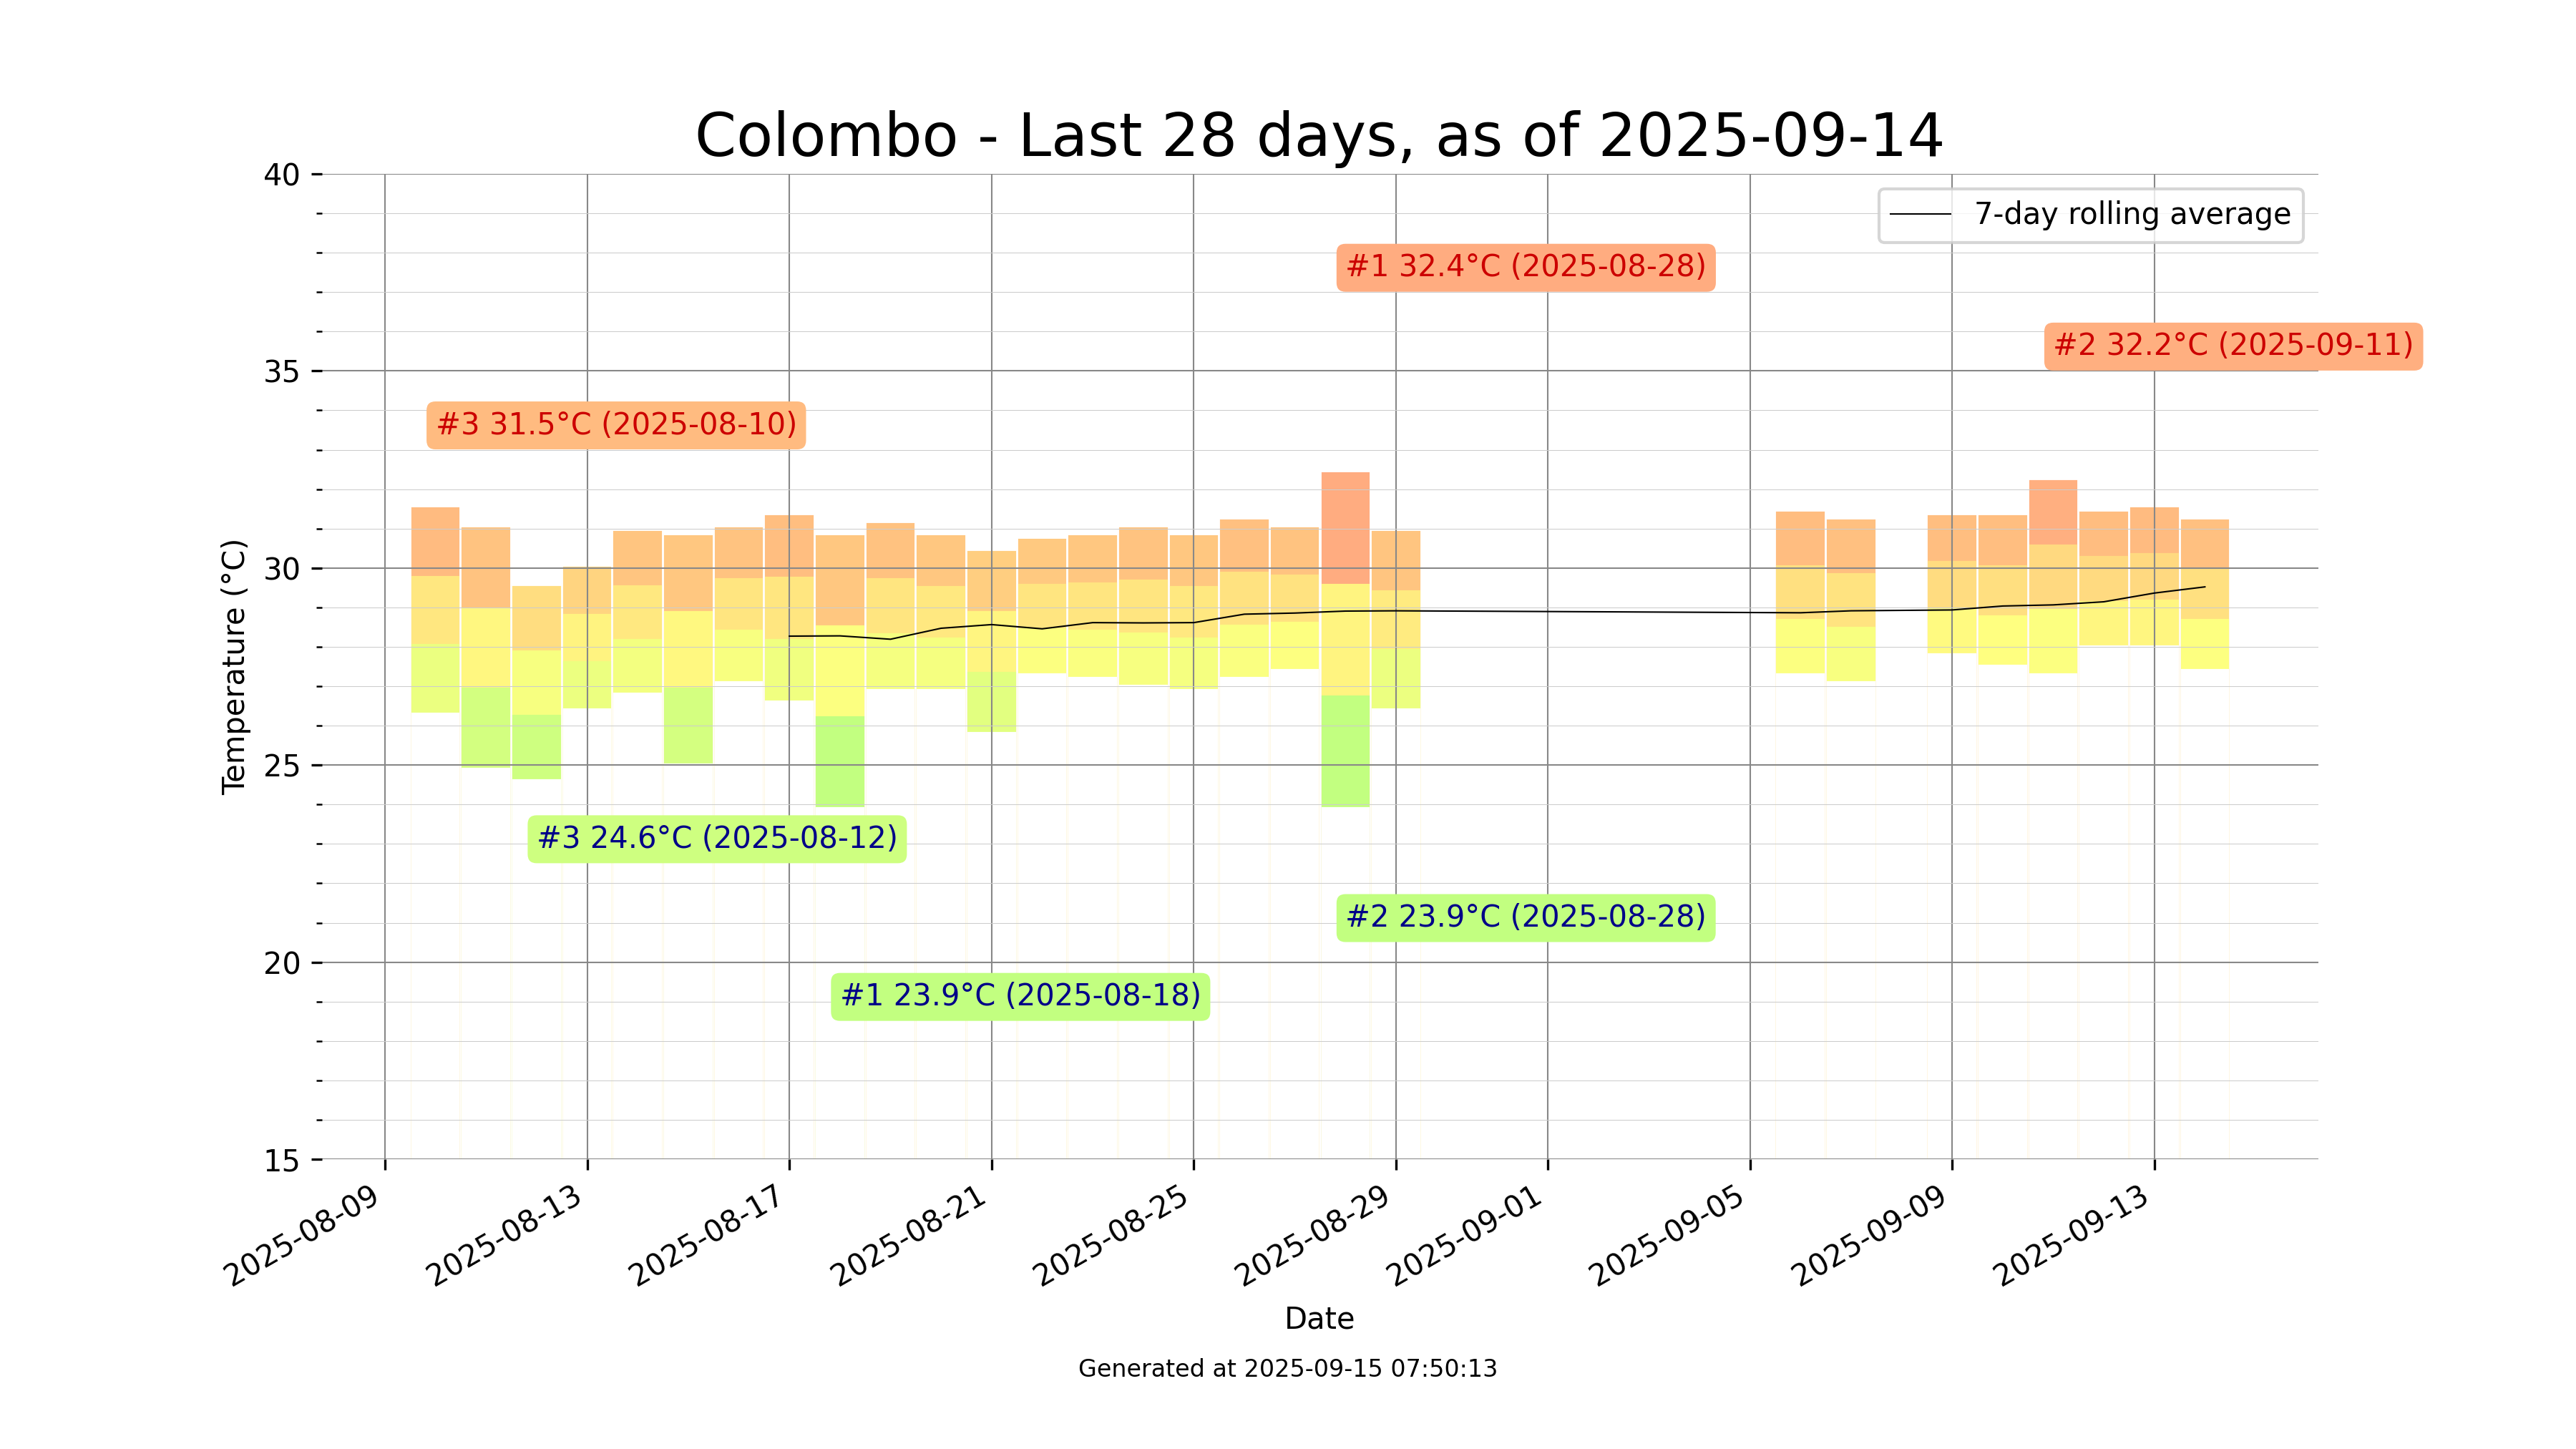 Colombo - Last 28 days, as of 2025-09-14
40
7-day rolling average
#1 32.4°C (2025-08-28)
#2 32.2°C (2025-09-11)
35
#3 31.5°C (2025-08-10)
30
Temperature (°C)
25
#3 24.6°C (2025-08-12)
#2 23.9°C (2025-08-28)
20
#1 23.9°C (2025-08-18)
15
2025-08-09
2025-08-13
2025-08-17
2025-08-21
2025-08-25
2025-08-29
2025-09-01
2025-09-05
2025-09-09
2025-09-13
Date
Generated at 2025-09-15 07:50:13